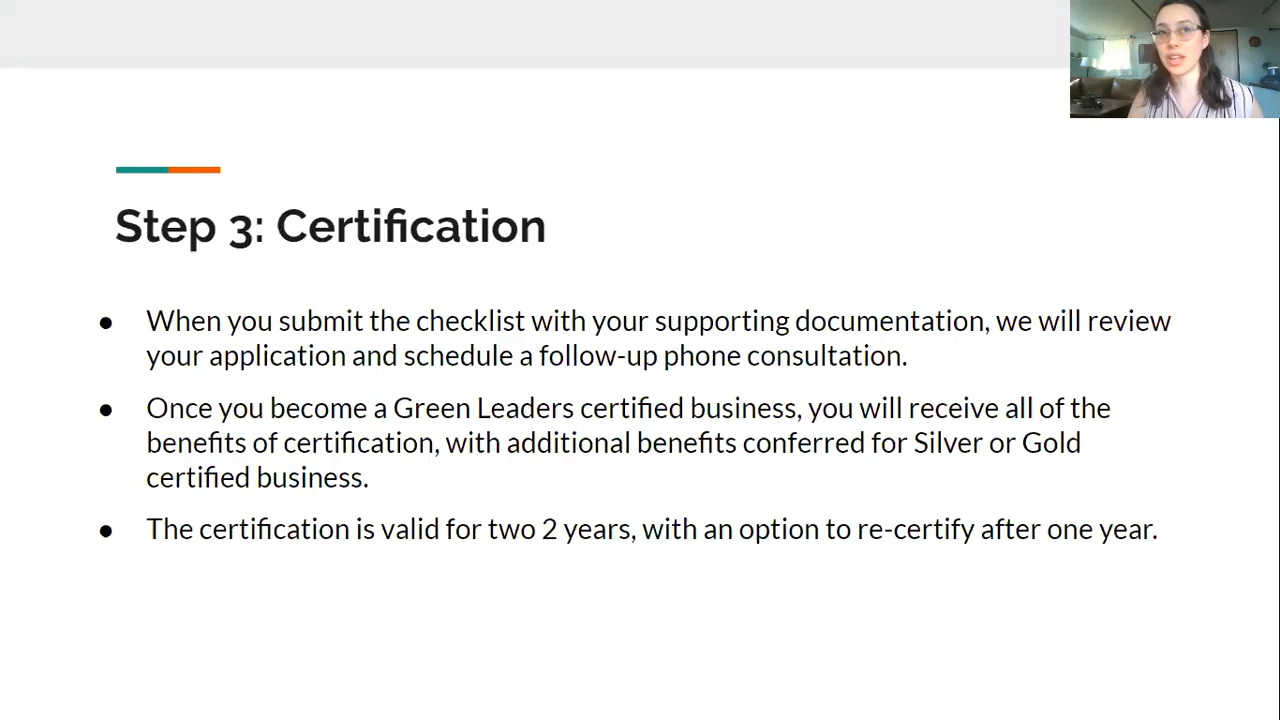 Step 3: Certification
● When you submit the checklist with your supporting documentation, we will review
your application and schedule a follow-up phone consultation.
● Once you become a Green Leaders certified business, you will receive all of the
benefits of certification, with additional benefits conferred for Silver or Gold
certified business.
● The certification is valid for two 2 years, with an option to re-certify after one year.